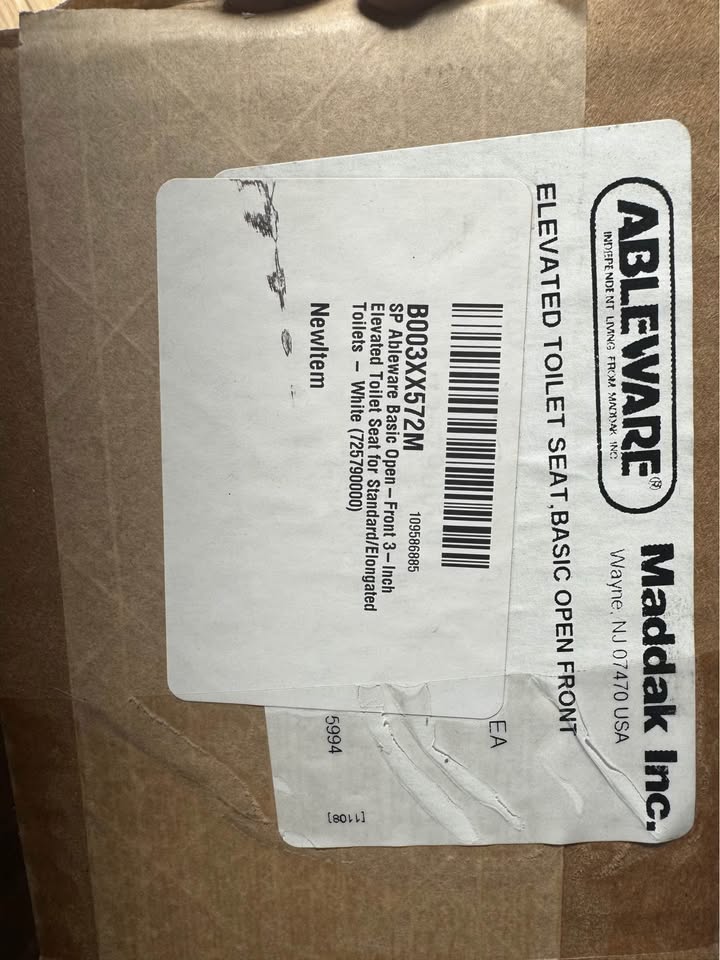 ABLEWARE®
INDEPENDENT LIVING FROM MADDAK INC.
Maddak Inc.
Wayne, NJ 07470 USA
ELEVATED TOILET SEAT,BASIC OPEN FRONT
EA
5994
[1108]
B003XX572M
109586885
SP Ableware Basic Open-Front 3-Inch
Elevated Toilet Seat for Standard/Elongated
Toilets - White (725790000)
NewItem